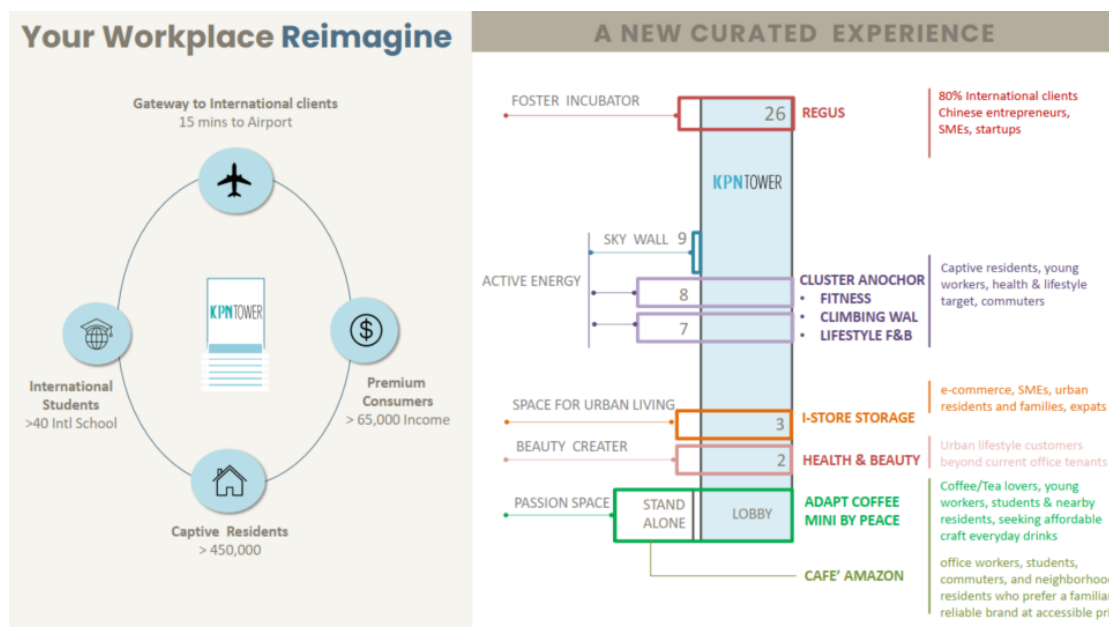 Your Workplace Reimagine
Gateway to International clients
15 mins to Airport
KPNTOWER
International
Students
>40 Intl School
Premium
Consumers
> 65,000 Income
Captive Residents
> 450,000
A NEW CURATED EXPERIENCE
FOSTER INCUBATOR
26
REGUS
80% International clients
Chinese entrepreneurs,
SMEs, startups
KPNTOWER
SKY WALL 9
ACTIVE ENERGY
8
7
CLUSTER ANOCHOR
• FITNESS
• CLIMBING WAL
• LIFESTYLE F&B
Captive residents, young
workers, health & lifestyle
target, commuters
SPACE FOR URBAN LIVING
3
I-STORE STORAGE
e-commerce, SMEs, urban
residents and families, expats
BEAUTY CREATER
2
HEALTH & BEAUTY
Urban lifestyle customers
beyond current office tenants
PASSION SPACE
STAND
ALONE
LOBBY
ADAPT COFFEE
MINI BY PEACE
Coffee/Tea lovers, young
workers, students & nearby
residents, seeking affordable
craft everyday drinks
CAFE' AMAZON
office workers, students,
commuters, and neighborhoo
residents who prefer a familia
reliable brand at accessible pri